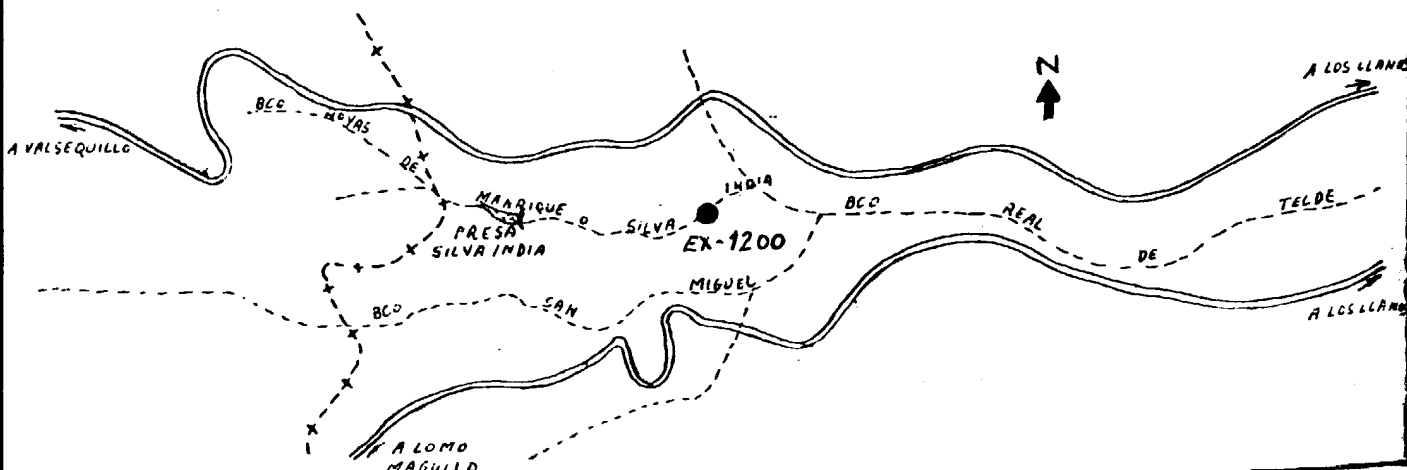 N
A LOS LLANOS
BCO HOYAS DE MANRIQUE O SILVA INDIA
A VALSEQUILLO
PRESA
SILVA INDIA
EX-1200
BCO REAL DE TELDE
BCO SAN MIGUEL
A LOS LLANOS
A LOMO
MAGULLO